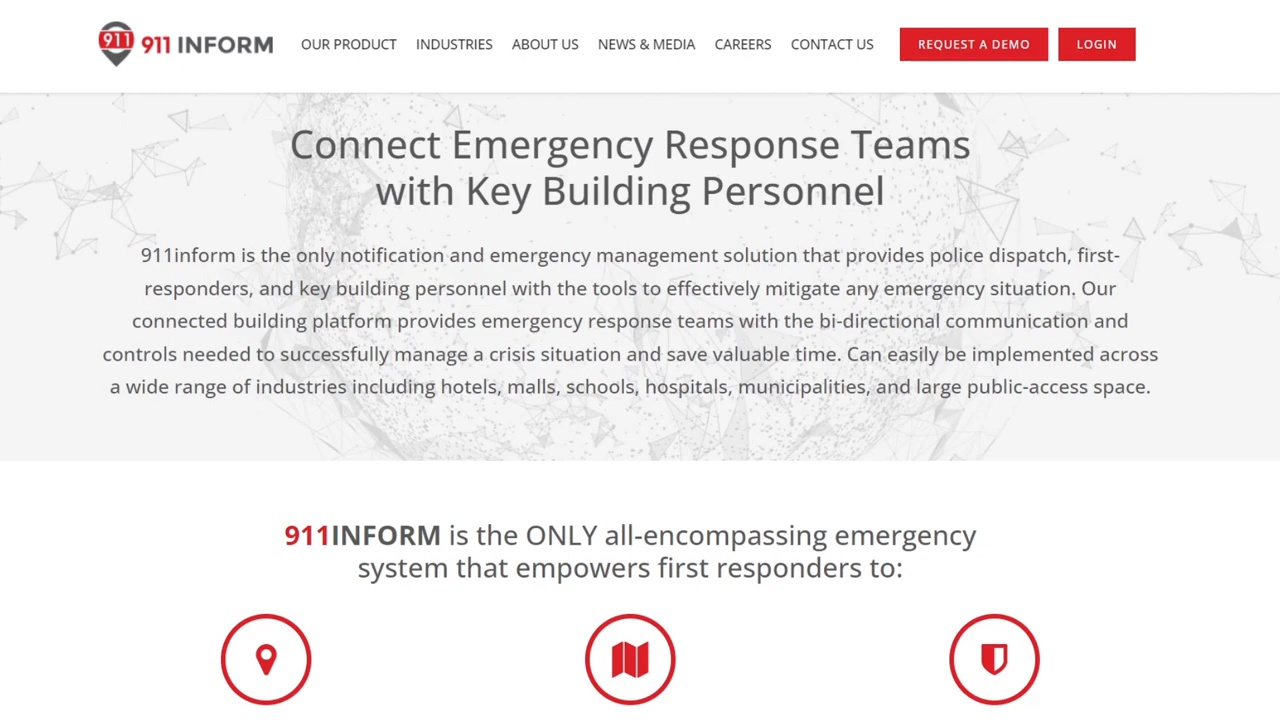 911 911 INFORM OUR PRODUCT INDUSTRIES ABOUT US NEWS & MEDIA CAREERS CONTACT US REQUEST A DEMO LOGIN
Connect Emergency Response Teams
with Key Building Personnel
911inform is the only notification and emergency management solution that provides police dispatch, first-
responders, and key building personnel with the tools to effectively mitigate any emergency situation. Our
connected building platform provides emergency response teams with the bi-directional communication and
controls needed to successfully manage a crisis situation and save valuable time. Can easily be implemented across
a wide range of industries including hotels, malls, schools, hospitals, municipalities, and large public-access space.
911INFORM is the ONLY all-encompassing emergency
system that empowers first responders to: